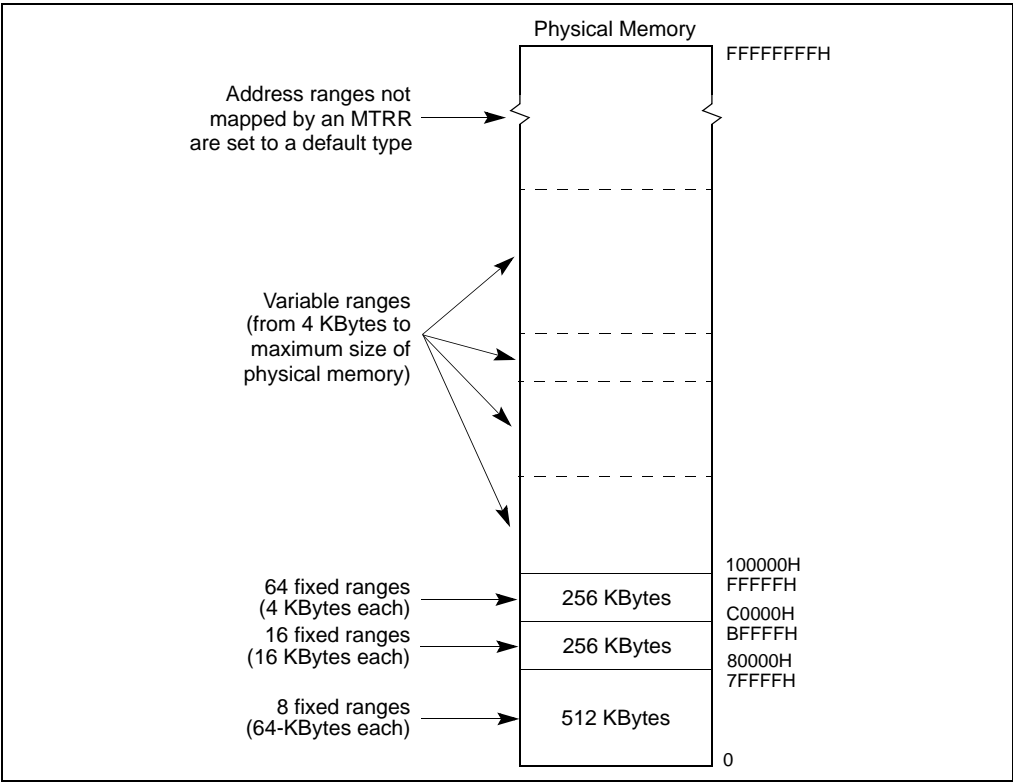 Physical Memory
FFFFFFFFH
Address ranges not
mapped by an MTRR
are set to a default type
Variable ranges
(from 4 KBytes to
maximum size of
physical memory)
100000H
FFFFFH
64 fixed ranges
(4 KBytes each)
256 KBytes
C0000H
BFFFFH
16 fixed ranges
(16 KBytes each)
256 KBytes
80000H
7FFFFH
8 fixed ranges
(64-KBytes each)
512 KBytes
0